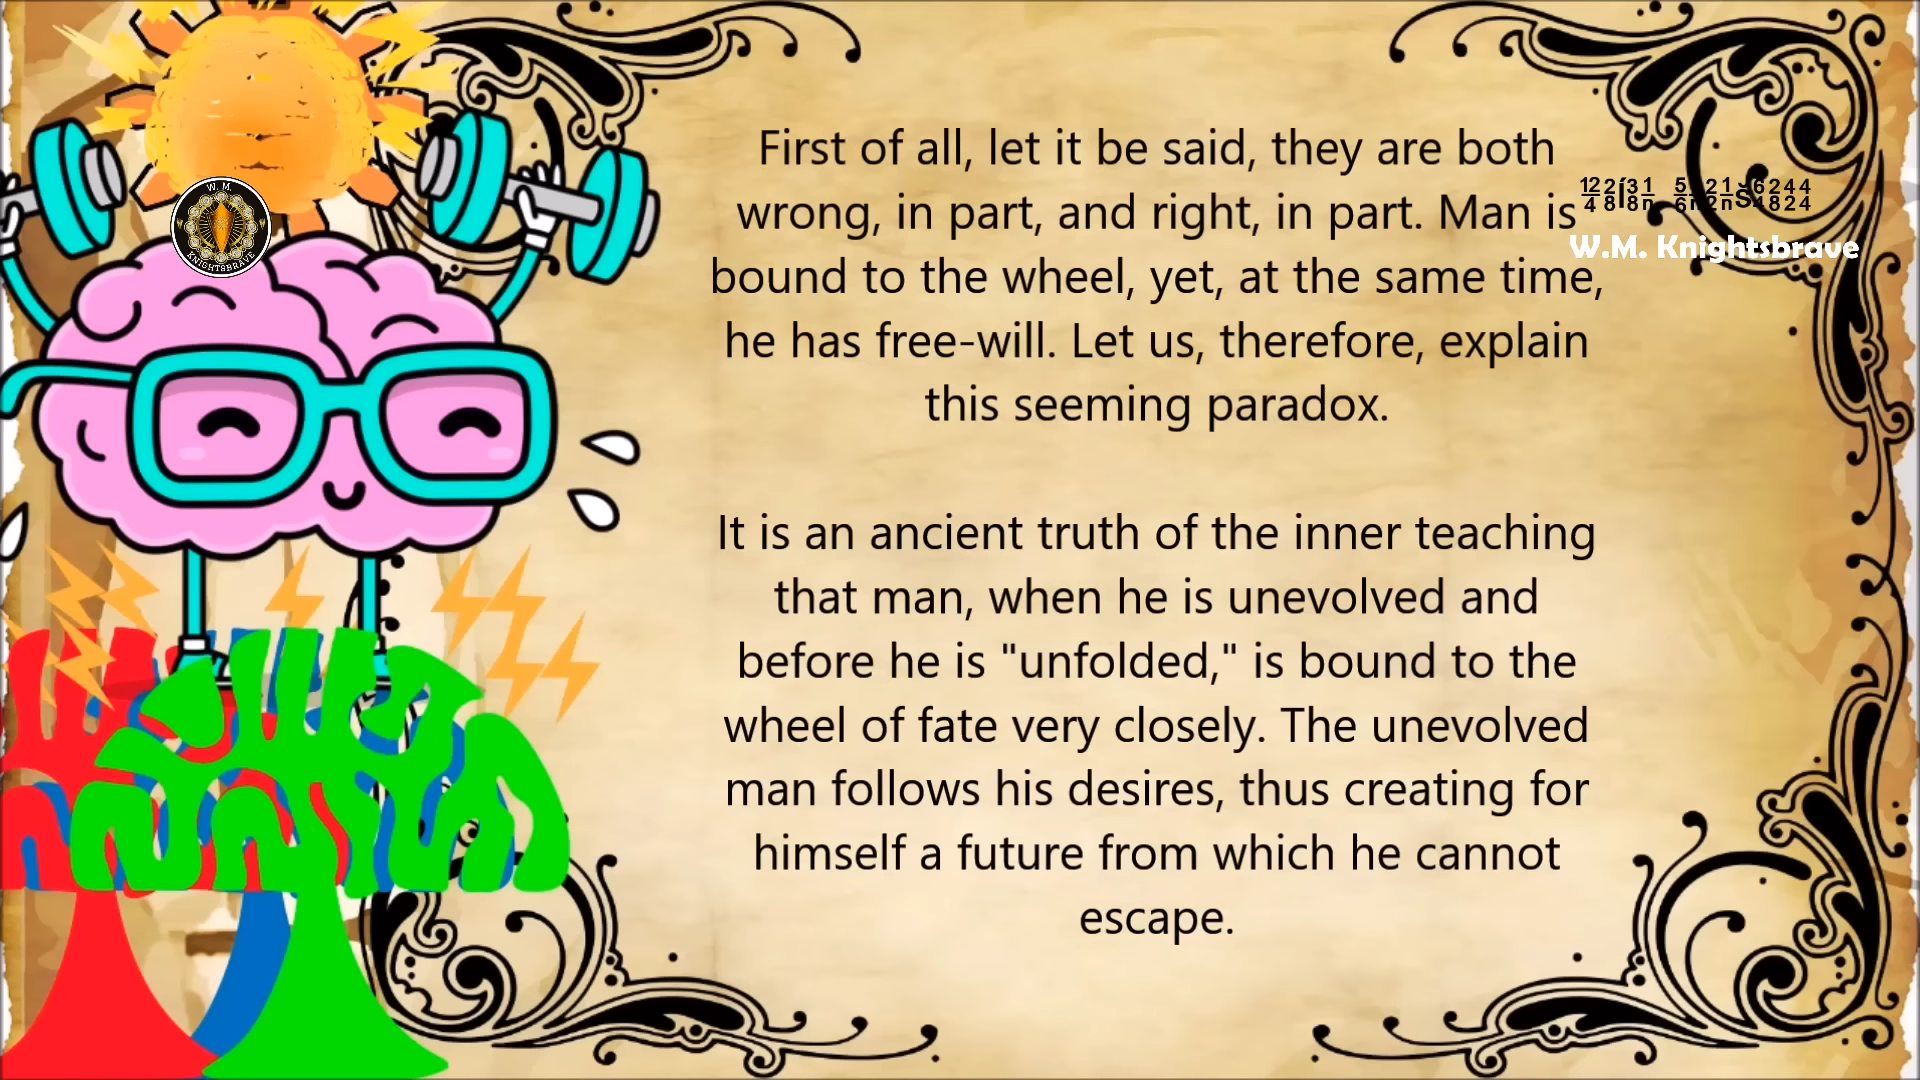 First of all, let it be said, they are both
wrong, in part, and right, in part. Man is
bound to the wheel, yet, at the same time,
he has free-will. Let us, therefore, explain
this seeming paradox.
It is an ancient truth of the inner teaching
that man, when he is unevolved and
before he is "unfolded," is bound to the
wheel of fate very closely. The unevolved
man follows his desires, thus creating for
himself a future from which he cannot
escape.
W.M. Knightsbrave
W. M.
KNIGHTSBRAVE